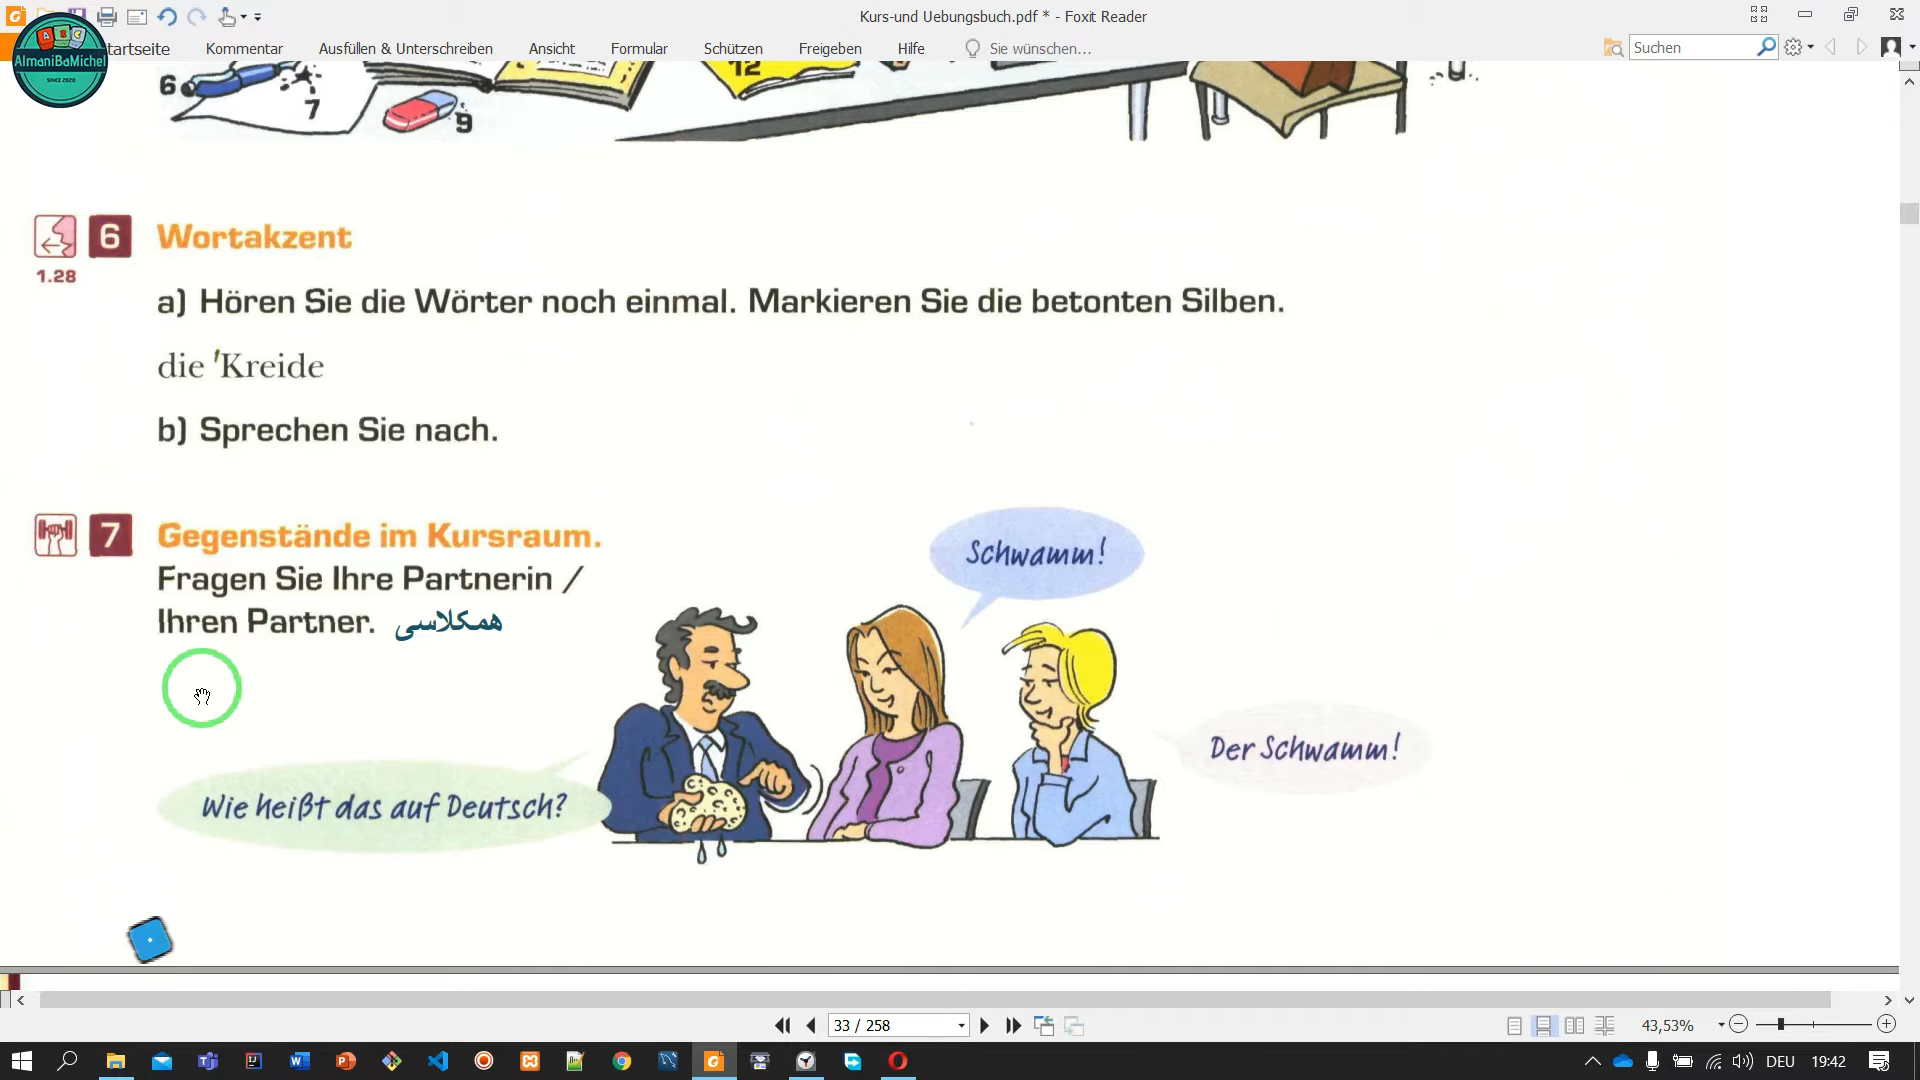 Kurs-und Uebungsbuch.pdf * - Foxit Reader
ABC
AlmaniBaMichel
SINCE 2020
tartseite Kommentar Ausfüllen & Unterschreiben Ansicht Formular Schützen Freigeben Hilfe Sie wünschen... Suchen
6
7
9
12
6 Wortakzent
1.28
a) Hören Sie die Wörter noch einmal. Markieren Sie die betonten Silben.
die 'Kreide
b) Sprechen Sie nach.
7 Gegenstände im Kursraum.
Fragen Sie Ihre Partnerin /
Ihren Partner. همکلاسی
Schwamm!
Der Schwamm!
Wie heißt das auf Deutsch?
33 / 258
43,53%
DEU 19:42